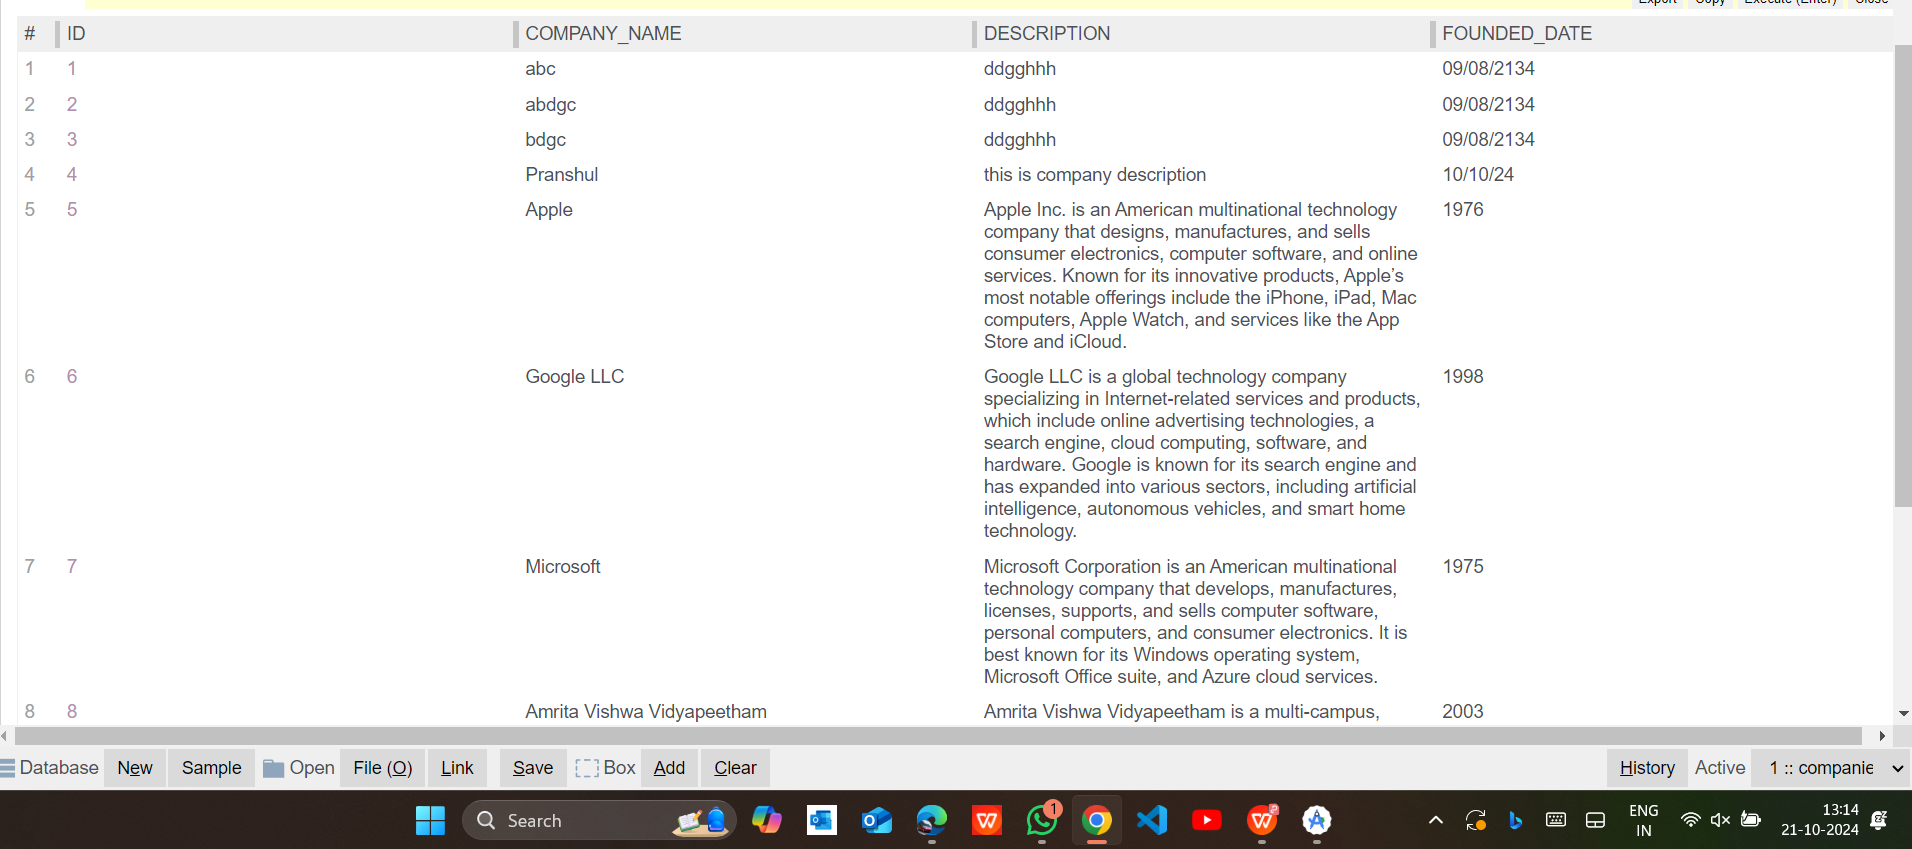 Export Copy Execute (Enter) Close
# ID COMPANY_NAME DESCRIPTION FOUNDED_DATE
1 1 abc ddgghhh 09/08/2134
2 2 abdgc ddgghhh 09/08/2134
3 3 bdgc ddgghhh 09/08/2134
4 4 Pranshul this is company description 10/10/24
5 5 Apple Apple Inc. is an American multinational technology 1976
company that designs, manufactures, and sells
consumer electronics, computer software, and online
services. Known for its innovative products, Apple’s
most notable offerings include the iPhone, iPad, Mac
computers, Apple Watch, and services like the App
Store and iCloud.
6 6 Google LLC Google LLC is a global technology company 1998
specializing in Internet-related services and products,
which include online advertising technologies, a
search engine, cloud computing, software, and
hardware. Google is known for its search engine and
has expanded into various sectors, including artificial
intelligence, autonomous vehicles, and smart home
technology.
7 7 Microsoft Microsoft Corporation is an American multinational 1975
technology company that develops, manufactures,
licenses, supports, and sells computer software,
personal computers, and consumer electronics. It is
best known for its Windows operating system,
Microsoft Office suite, and Azure cloud services.
8 8 Amrita Vishwa Vidyapeetham Amrita Vishwa Vidyapeetham is a multi-campus, 2003
Database New Sample Open File (O) Link Save Box Add Clear History Active 1 :: companie
Search 1 ENG 13:14
IN 21-10-2024